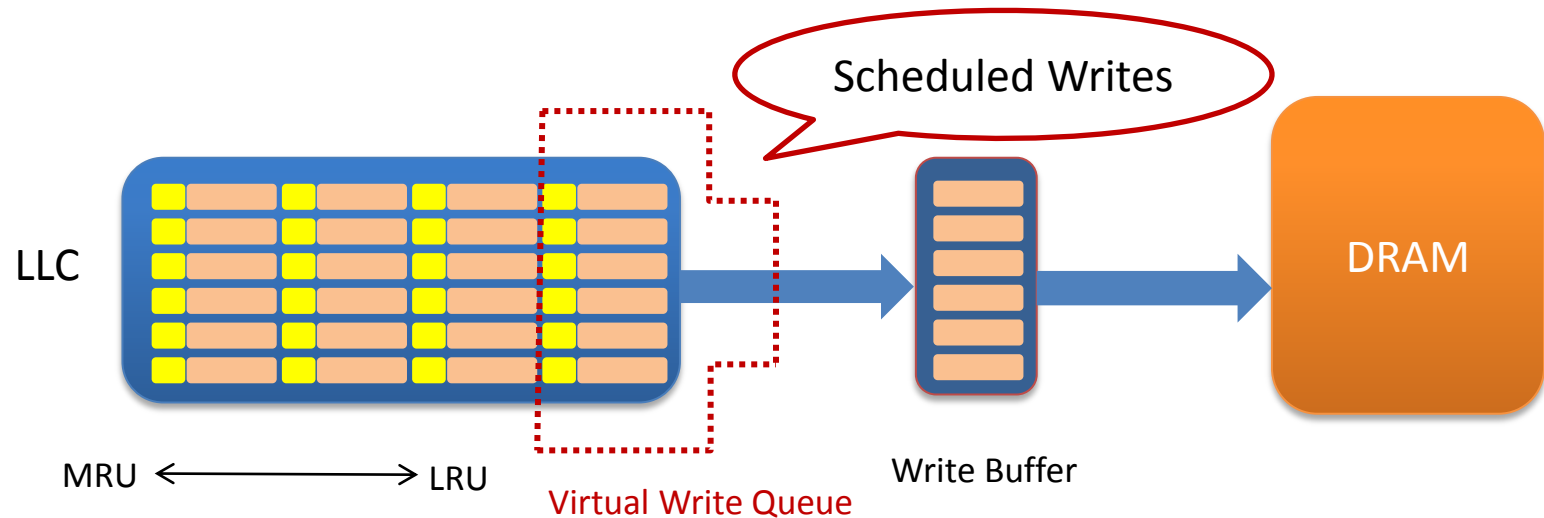 Scheduled Writes
LLC
DRAM
MRU
LRU
Write Buffer
Virtual Write Queue